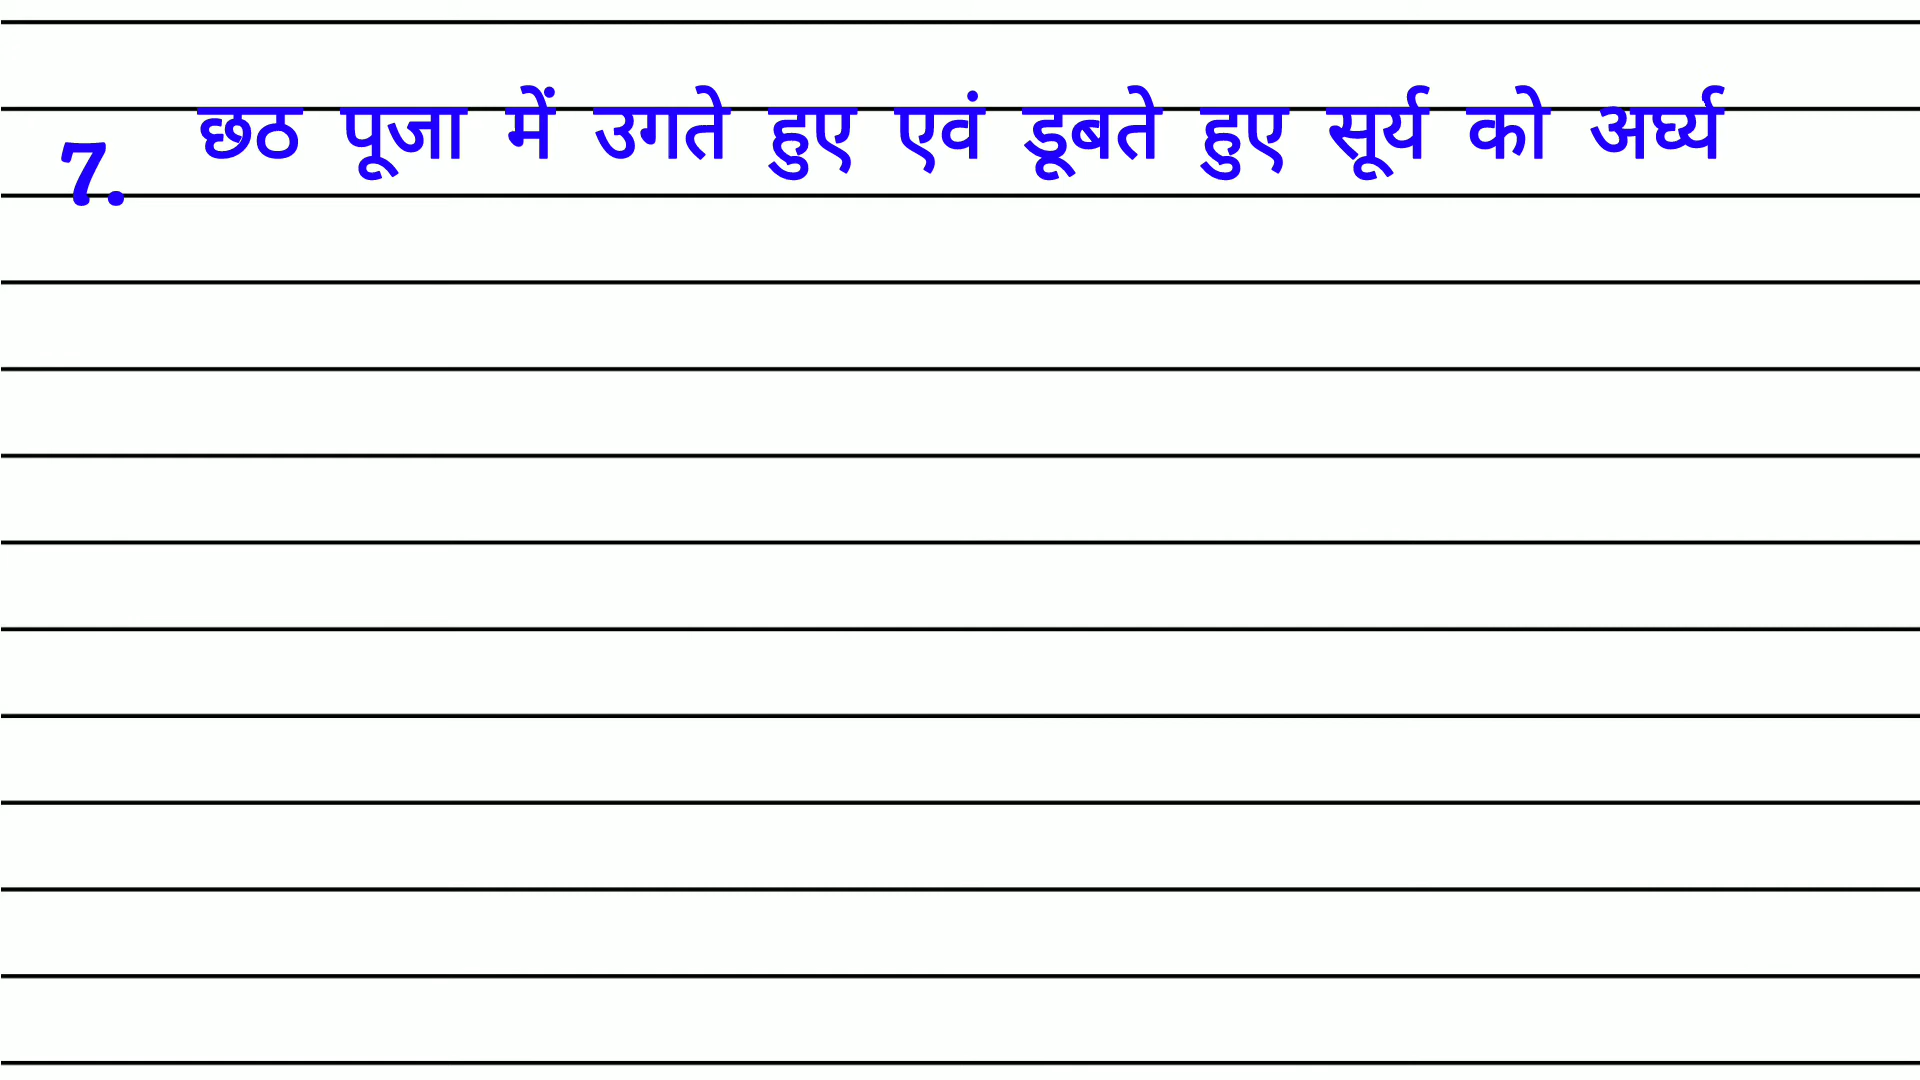 7. छठ पूजा में उगते हुए एवं डूबते हुए सूर्य को अर्घ्य